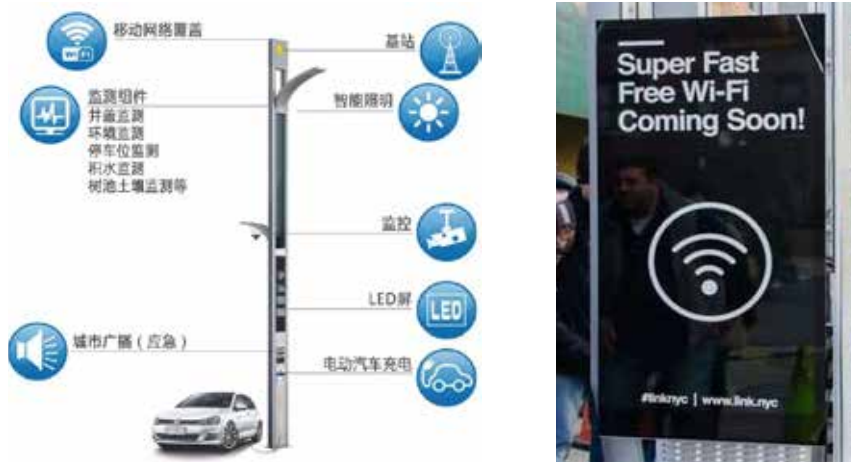 移动网络覆盖
WiFi
监测组件
井盖监测
环境监测
停车位监测
积水监测
树池土壤监测等
城市广播（应急）
基站
智能照明
监控
LED屏
LED
电动汽车充电
Super Fast
Free Wi-Fi
Coming Soon!
#linknyc | www.link.nyc